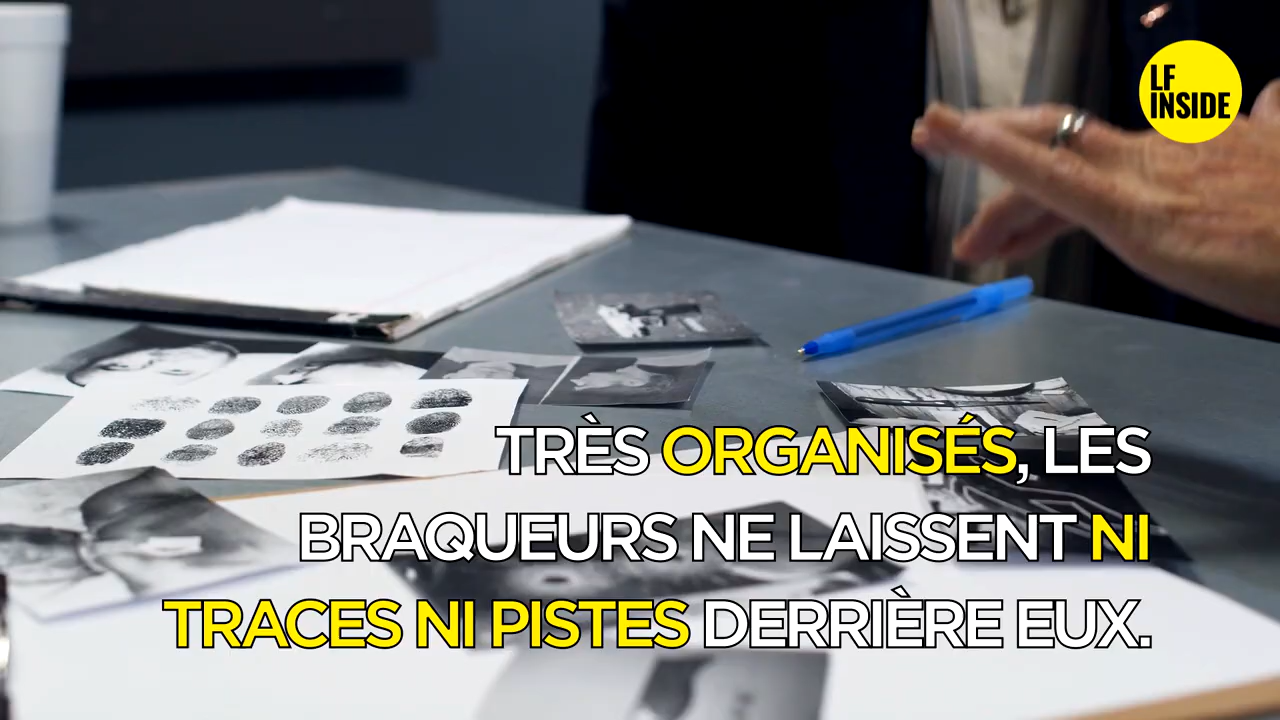 LF
INSIDE
TRÈS ORGANISÉS, LES
BRAQUEURS NE LAISSENT NI
TRACES NI PISTES DERRIÈRE EUX.